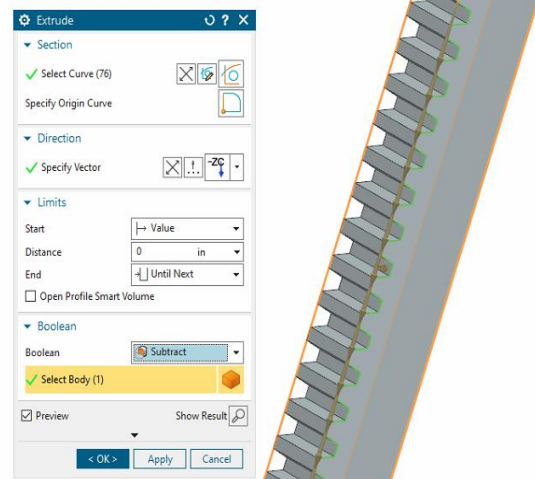 Extrude
Section
Select Curve (76)
Specify Origin Curve
Direction
Specify Vector
-ZC
Limits
Start Value
Distance 0 in
End Until Next
Open Profile Smart Volume
Boolean
Boolean Subtract
Select Body (1)
Preview Show Result
< OK > Apply Cancel